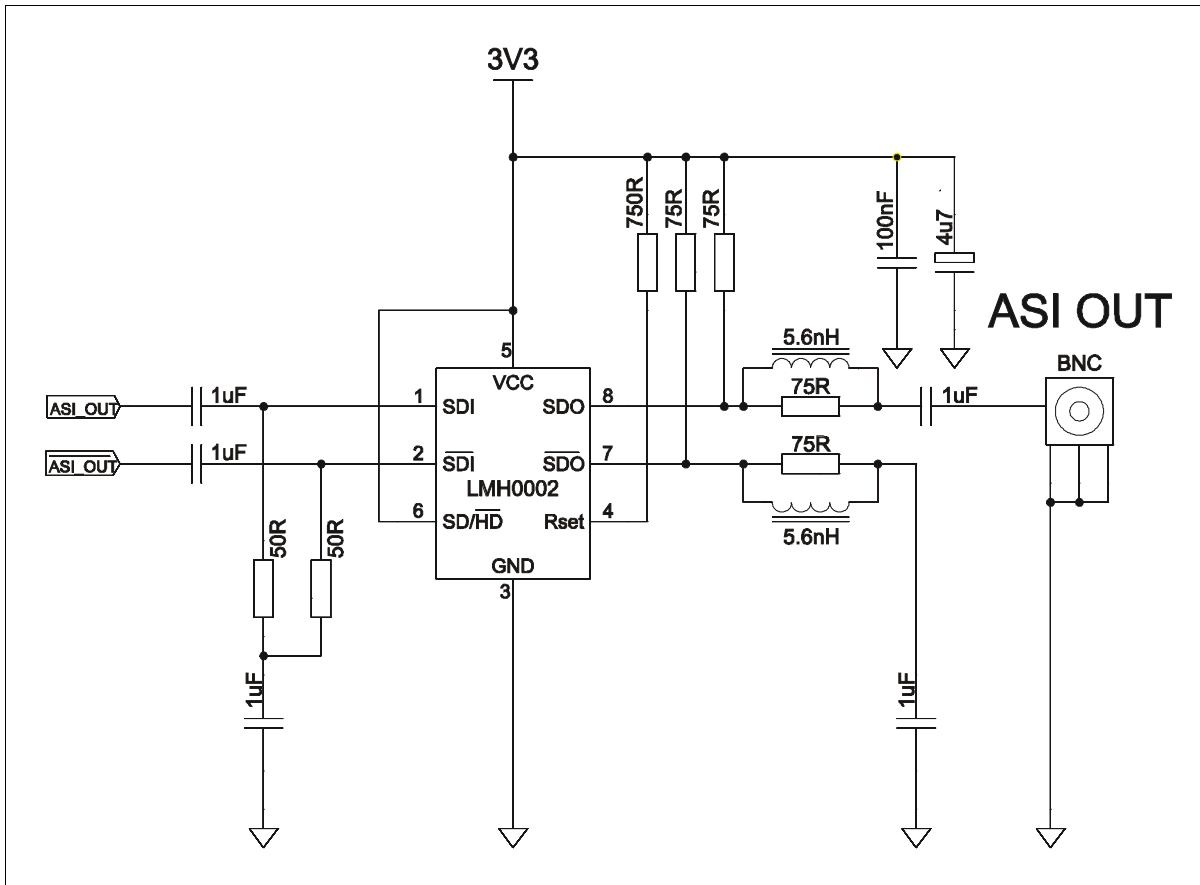 3V3
750R
75R
75R
100nF
4u7
ASI OUT
5.6nH
BNC
5
VCC
75R
ASI_OUT
1uF
1
SDI
SDO
8
1uF
ASI_OUT
1uF
2
SDI
SDO
7
75R
LMH0002
6
SD/HD
Rset
4
5.6nH
50R
50R
GND
3
1uF
1uF